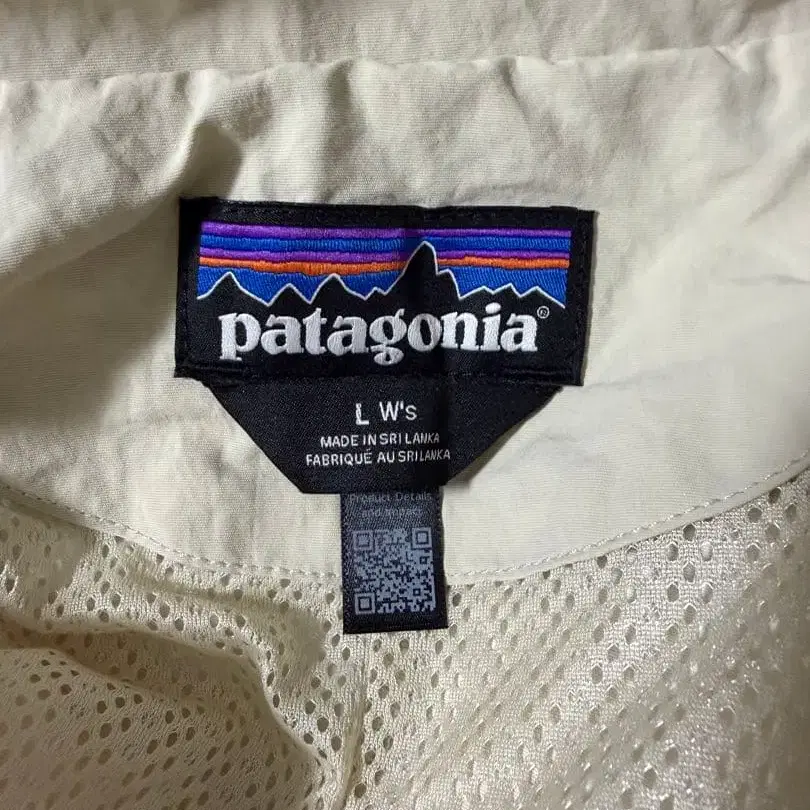 patagonia®
L W's
MADE IN SRI LANKA
FABRIQUÉ AU SRI LANKA
Product Details
and Impact